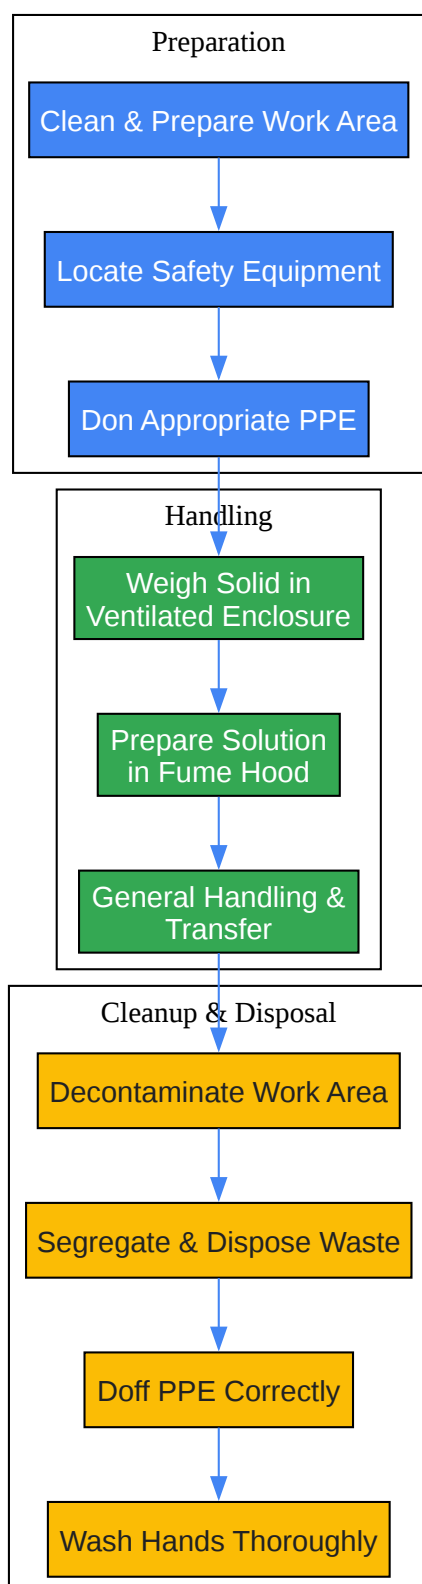 Preparation
Clean & Prepare Work Area
Locate Safety Equipment
Don Appropriate PPE
Handling
Weigh Solid in
Ventilated Enclosure
Prepare Solution
in Fume Hood
General Handling &
Transfer
Cleanup & Disposal
Decontaminate Work Area
Segregate & Dispose Waste
Doff PPE Correctly
Wash Hands Thoroughly